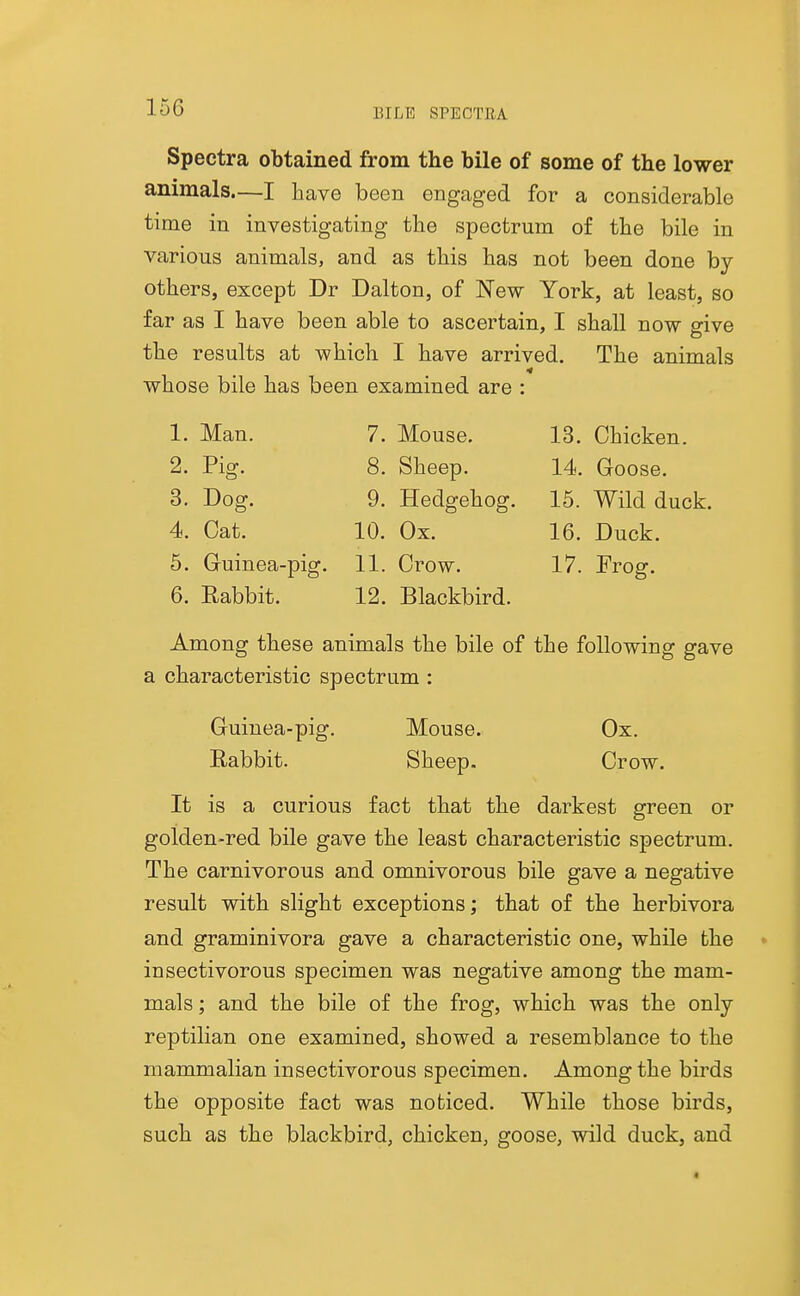 156
BILE SPECTRA
Spectra obtained from the bile of some of the lower
animals.—I have been engaged for a considerable
time in investigating the spectrum of the bile in
various animals, and as this has not been done by
others, except Dr Dalton, of New York, at least, so
far as I have been able to ascertain, I shall now give
the results at which I have arrived. The animals
whose bile has been examined are :
1. Man. 7. Mouse. 13. Chicken.
2. Pig. 8. Sheep. 14. Goose.
3. Dog. 9. Hedgehog. 15. Wild duck.
4. Cat. 10. Ox. 16. Duck.
5. Guinea-pig. 11. Crow. 17. Frog.
6. Rabbit. 12. Blackbird.
Among these animals the bile of the following gave
a characteristic spectrum :
Guinea-pig. Mouse. Ox.
Rabbit. Sheep. Crow.
It is a curious fact that the darkest green or
golden-red bile gave the least characteristic spectrum.
The carnivorous and omnivorous bile gave a negative
result with slight exceptions; that of the herbivora
and graminivora gave a characteristic one, while the
insectivorous specimen was negative among the mam-
mals; and the bile of the frog, which was the only
reptilian one examined, showed a resemblance to the
mammalian insectivorous specimen. Among the birds
the opposite fact was noticed. While those birds,
such as the blackbird, chicken, goose, wild duck, and